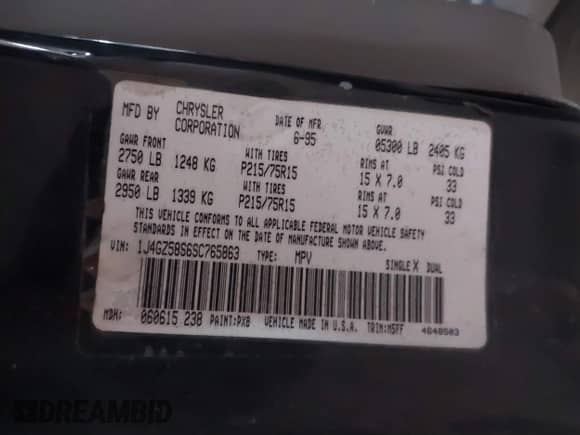 MFD BY CHRYSLER CORPORATION DATE OF MFR 6-95 GVWR 05300 LB 2405 KG
GAWR FRONT WITH TIRES RIMS AT PSI COLD
2750 LB 1248 KG P215/75R15 15 X 7.0 33
GAWR REAR WITH TIRES RIMS AT PSI COLD
2950 LB 1339 KG P215/75R15 15 X 7.0 33
THIS VEHICLE CONFORMS TO ALL APPLICABLE FEDERAL MOTOR VEHICLE SAFETY
STANDARDS IN EFFECT ON THE DATE OF MANUFACTURE SHOWN ABOVE.
VIN: 1J4GZ58S6SC765863 TYPE: MPV SINGLE X DUAL
MDH: 060615 238 PAINT:PX8 VEHICLE MADE IN U.S.A. TRIM:M5FF 4648503
DREAMBID